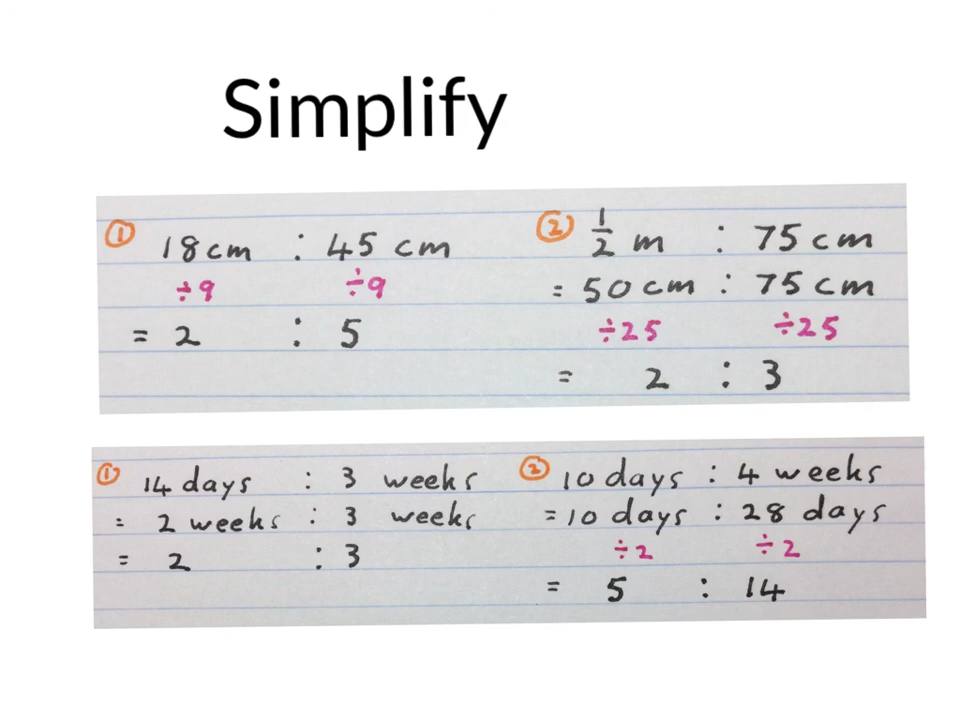 Simplify
① 18 cm : 45 cm
÷9 ÷9
= 2 : 5
② 1/2 m : 75 cm
= 50 cm : 75 cm
÷25 ÷25
= 2 : 3
① 14 days : 3 weeks
= 2 weeks : 3 weeks
= 2 : 3
② 10 days : 4 weeks
= 10 days : 28 days
÷2 ÷2
= 5 : 14